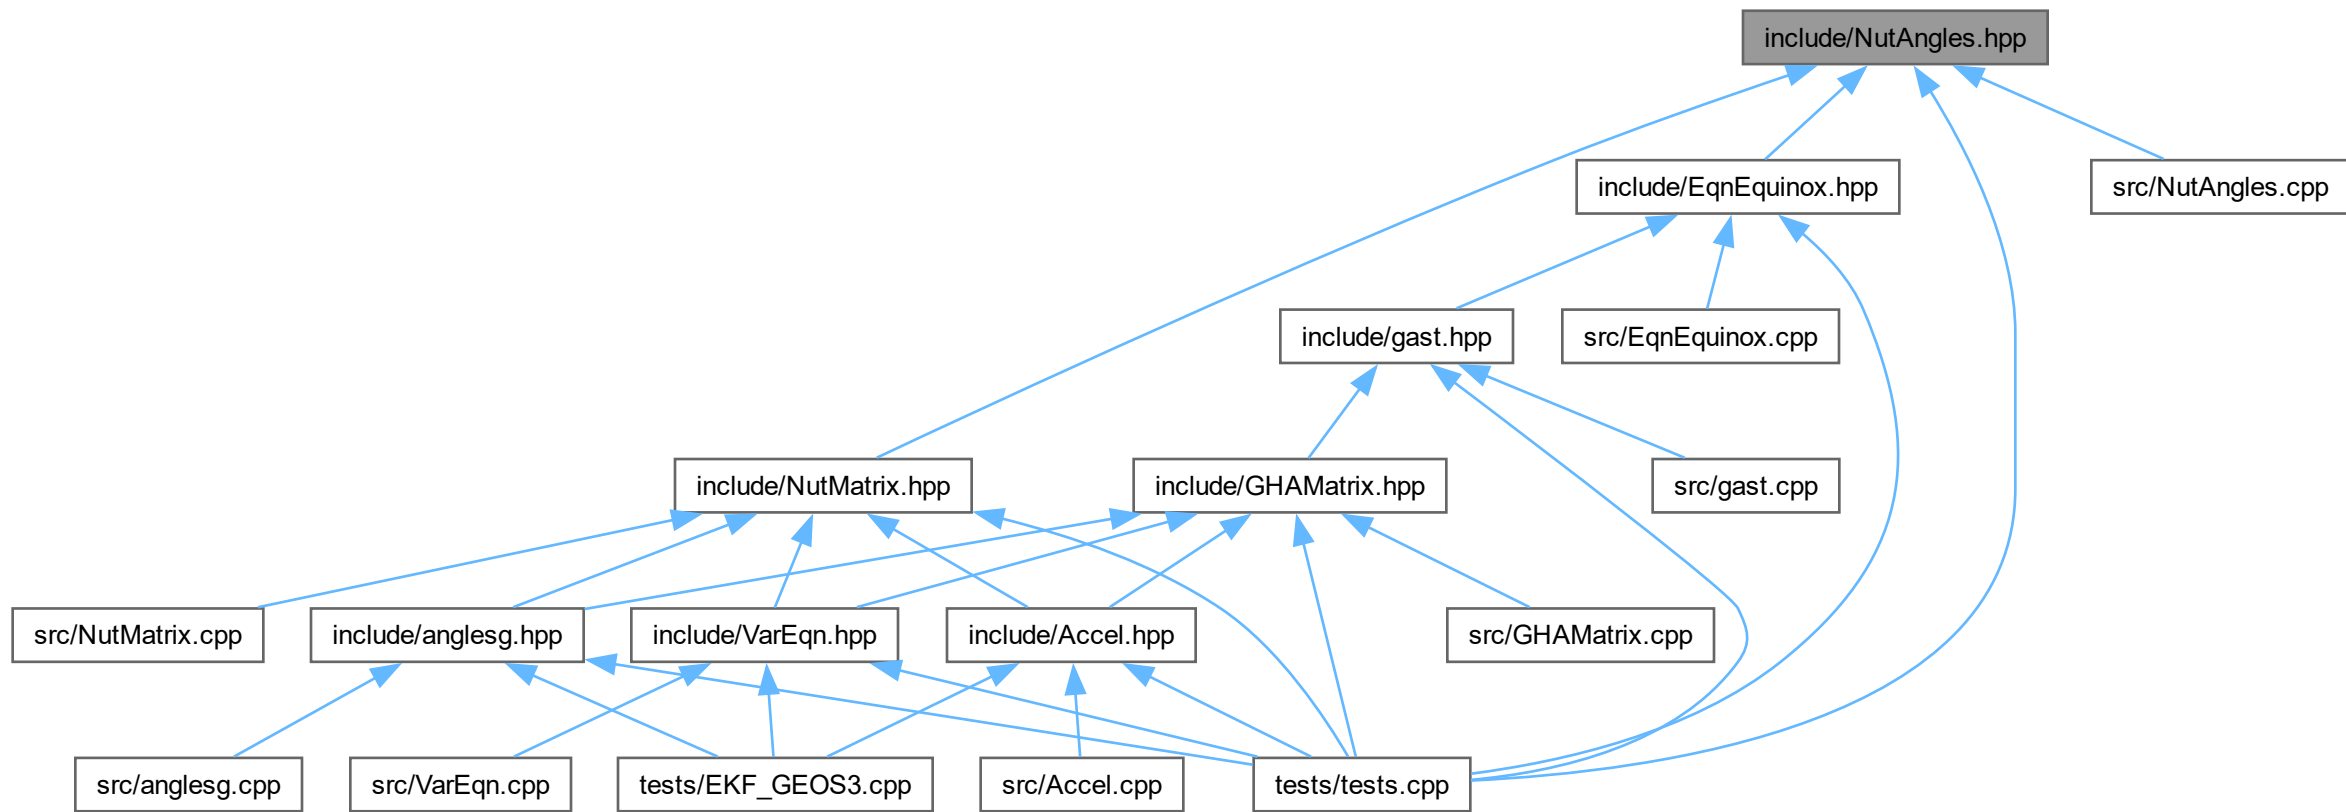 include/NutAngles.hpp
include/EqnEquinox.hpp
src/NutAngles.cpp
include/gast.hpp
src/EqnEquinox.cpp
include/NutMatrix.hpp
include/GHAMatrix.hpp
src/gast.cpp
src/NutMatrix.cpp
include/anglesg.hpp
include/VarEqn.hpp
include/Accel.hpp
src/GHAMatrix.cpp
src/anglesg.cpp
src/VarEqn.cpp
tests/EKF_GEOS3.cpp
src/Accel.cpp
tests/tests.cpp